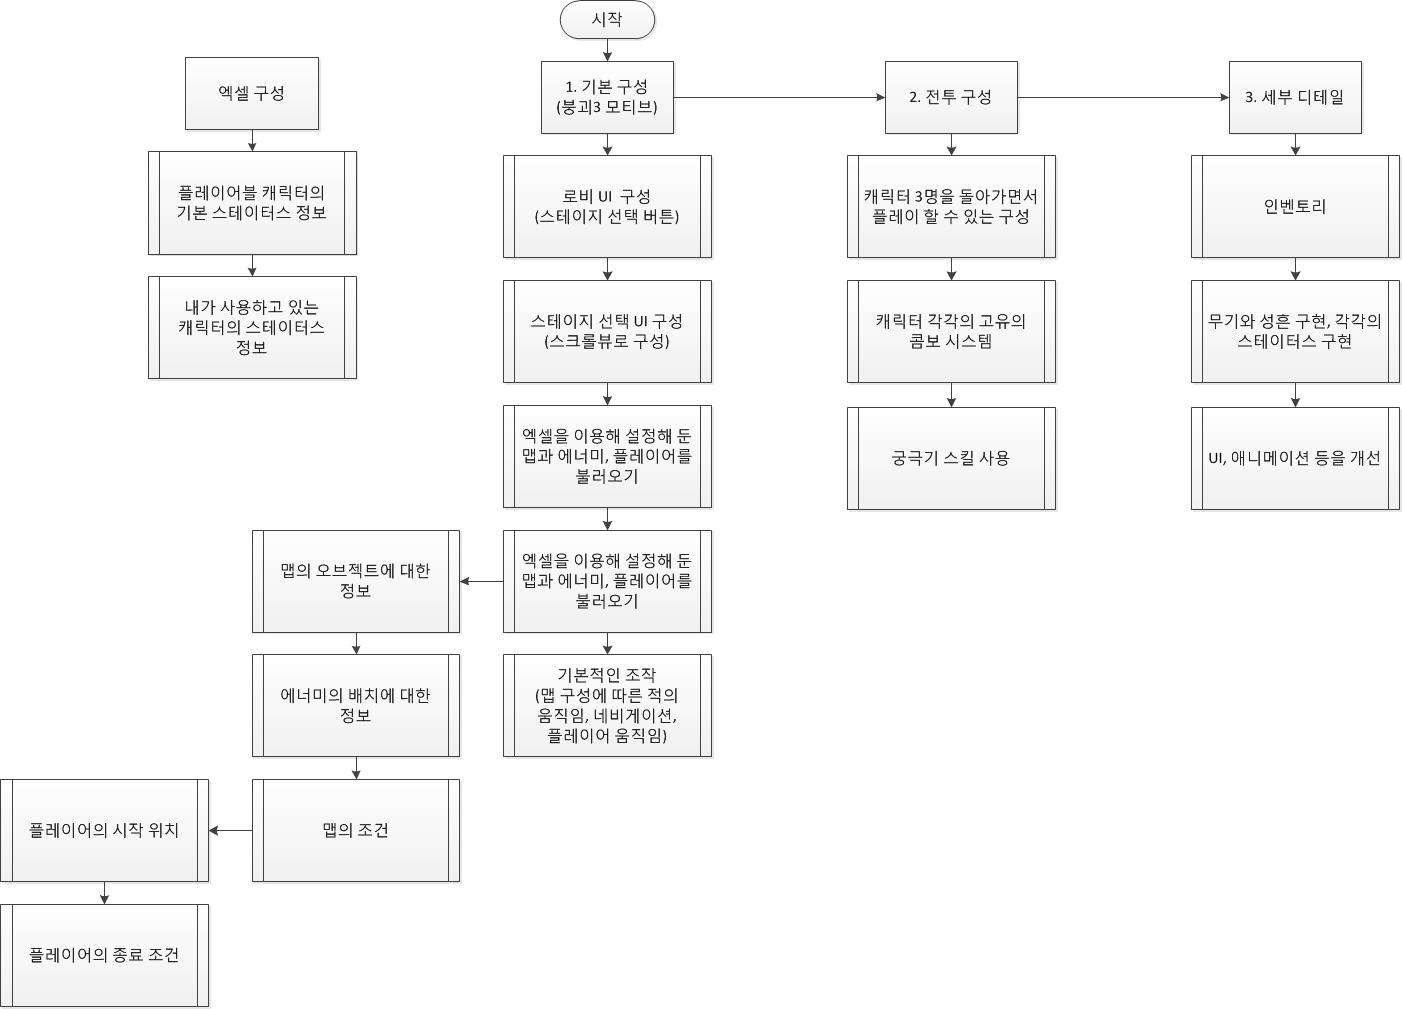 시작
엑셀 구성
플레이어블 캐릭터의
기본 스테이터스 정보
내가 사용하고 있는
캐릭터의 스테이터스
정보
1. 기본 구성
(붕괴3 모티브)
로비 UI 구성
(스테이지 선택 버튼)
스테이지 선택 UI 구성
(스크롤뷰로 구성)
엑셀을 이용해 설정해 둔
맵과 에너미, 플레이어를
불러오기
엑셀을 이용해 설정해 둔
맵과 에너미, 플레이어를
불러오기
기본적인 조작
(맵 구성에 따른 적의
움직임, 네비게이션,
플레이어 움직임)
맵의 오브젝트에 대한
정보
에너미의 배치에 대한
정보
맵의 조건
플레이어의 시작 위치
플레이어의 종료 조건
2. 전투 구성
캐릭터 3명을 돌아가면서
플레이 할 수 있는 구성
캐릭터 각각의 고유의
콤보 시스템
궁극기 스킬 사용
3. 세부 디테일
인벤토리
무기와 성흔 구현, 각각의
스테이터스 구현
UI, 애니메이션 등을 개선